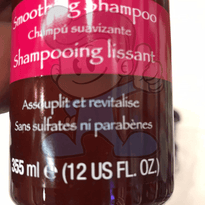 Smoothing Shampoo
Champú suavizante
Shampooing lissant
Assouplit et revitalise
Sans sulfates ni parabènes
355 ml e (12 US FL. OZ.)